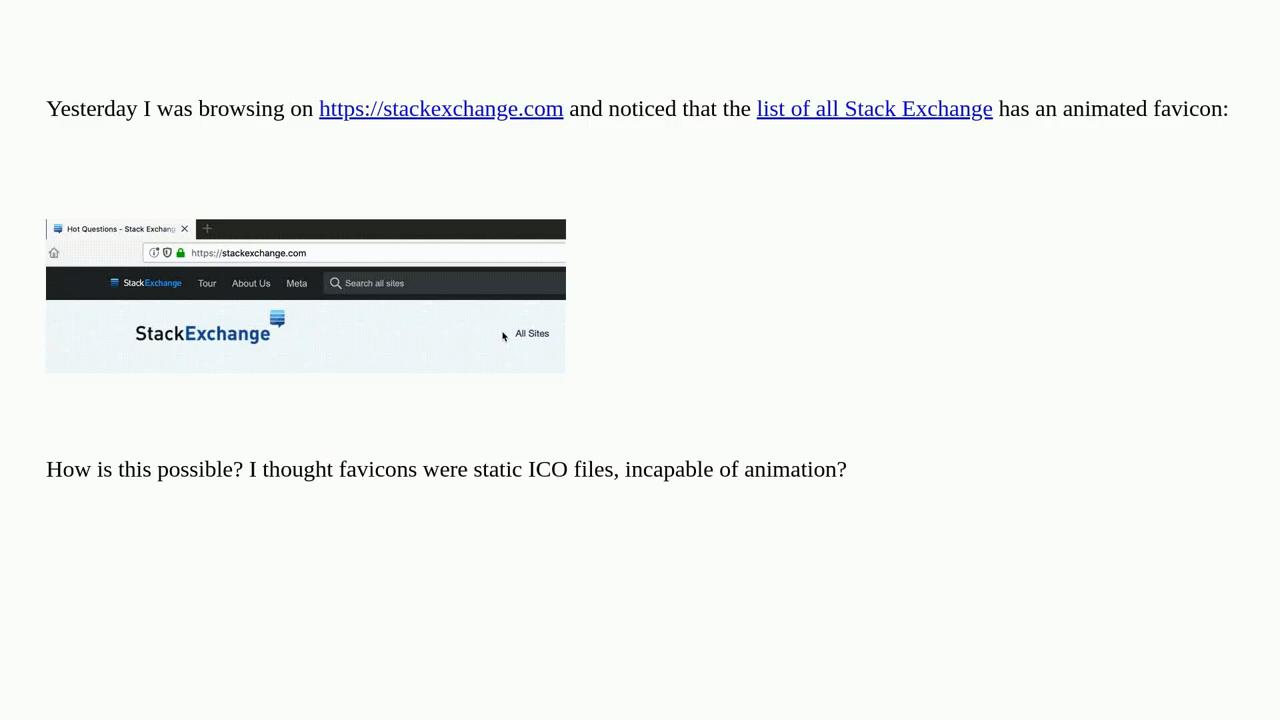 Yesterday I was browsing on https://stackexchange.com and noticed that the list of all Stack Exchange has an animated favicon:
Hot Questions - Stack Exchang
https://stackexchange.com
StackExchange Tour About Us Meta Search all sites
StackExchange All Sites
How is this possible? I thought favicons were static ICO files, incapable of animation?